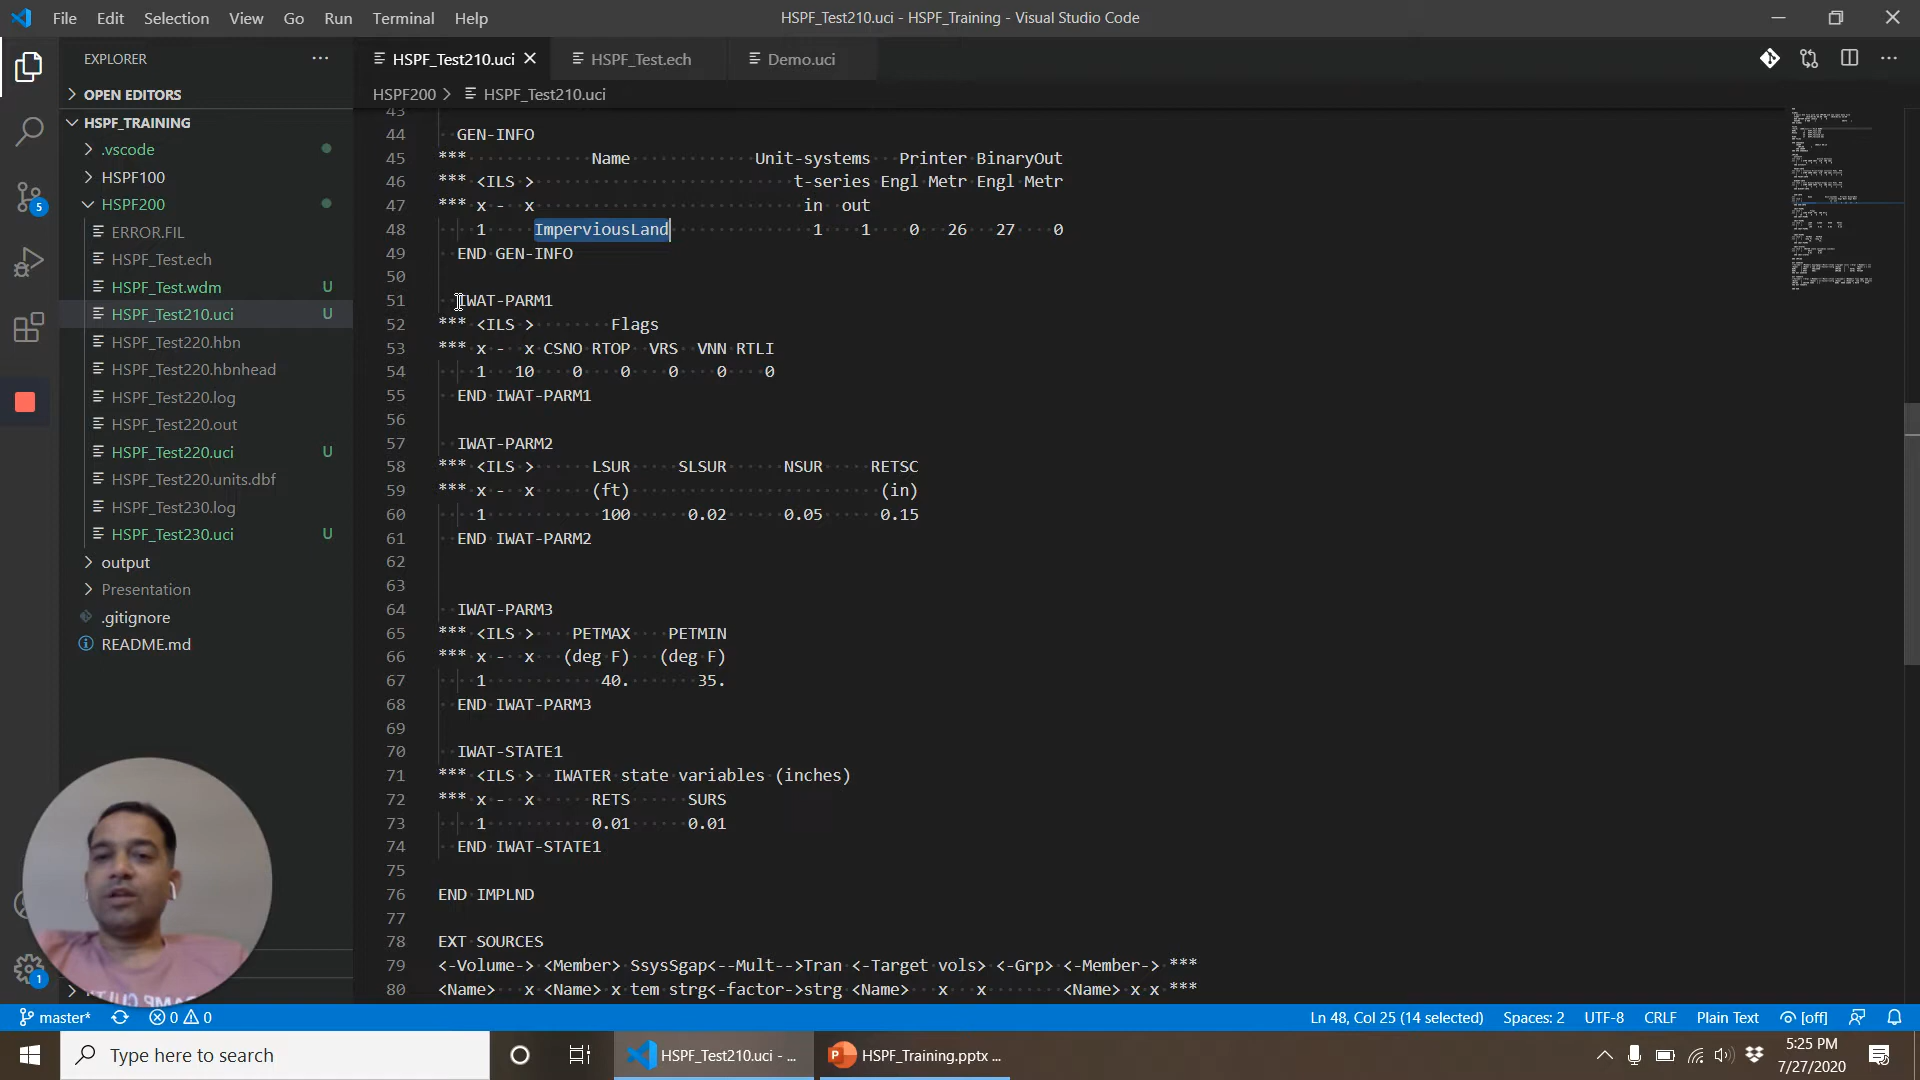 File Edit Selection View Go Run Terminal Help
HSPF_Test210.uci - HSPF_Training - Visual Studio Code
EXPLORER
HSPF_Test210.uci HSPF_Test.ech Demo.uci
OPEN EDITORS
HSPF200 > HSPF_Test210.uci
HSPF_TRAINING
.vscode
HSPF100
HSPF200
ERROR.FIL
HSPF_Test.ech
HSPF_Test.wdm U
HSPF_Test210.uci U
HSPF_Test220.hbn
HSPF_Test220.hbnhead
HSPF_Test220.log
HSPF_Test220.out
HSPF_Test220.uci U
HSPF_Test220.units.dbf
HSPF_Test230.log
HSPF_Test230.uci U
output
Presentation
.gitignore
README.md
5
1
43
44 GEN-INFO
45 *** Name Unit-systems Printer BinaryOut
46 *** <ILS > t-series Engl Metr Engl Metr
47 *** x - x in out
48 1 ImperviousLand 1 1 0 26 27 0
49 END GEN-INFO
50
51 IWAT-PARM1
52 *** <ILS > Flags
53 *** x - x CSNO RTOP VRS VNN RTLI
54 1 10 0 0 0 0 0
55 END IWAT-PARM1
56
57 IWAT-PARM2
58 *** <ILS > LSUR SLSUR NSUR RETSC
59 *** x - x (ft) (in)
60 1 100 0.02 0.05 0.15
61 END IWAT-PARM2
62
63
64 IWAT-PARM3
65 *** <ILS > PETMAX PETMIN
66 *** x - x (deg F) (deg F)
67 1 40. 35.
68 END IWAT-PARM3
69
70 IWAT-STATE1
71 *** <ILS > IWATER state variables (inches)
72 *** x - x RETS SURS
73 1 0.01 0.01
74 END IWAT-STATE1
75
76 END IMPLND
77
78 EXT SOURCES
79 <-Volume-> <Member> SsysSgap<--Mult-->Tran <-Target vols> <-Grp> <-Member-> ***
80 <Name> x <Name> x tem strg<-factor->strg <Name> x x <Name> x x ***
master* 0 0 Ln 48, Col 25 (14 selected) Spaces: 2 UTF-8 CRLF Plain Text [off]
Type here to search
HSPF_Test210.uci - ...
HSPF_Training.pptx ...
5:25 PM
7/27/2020